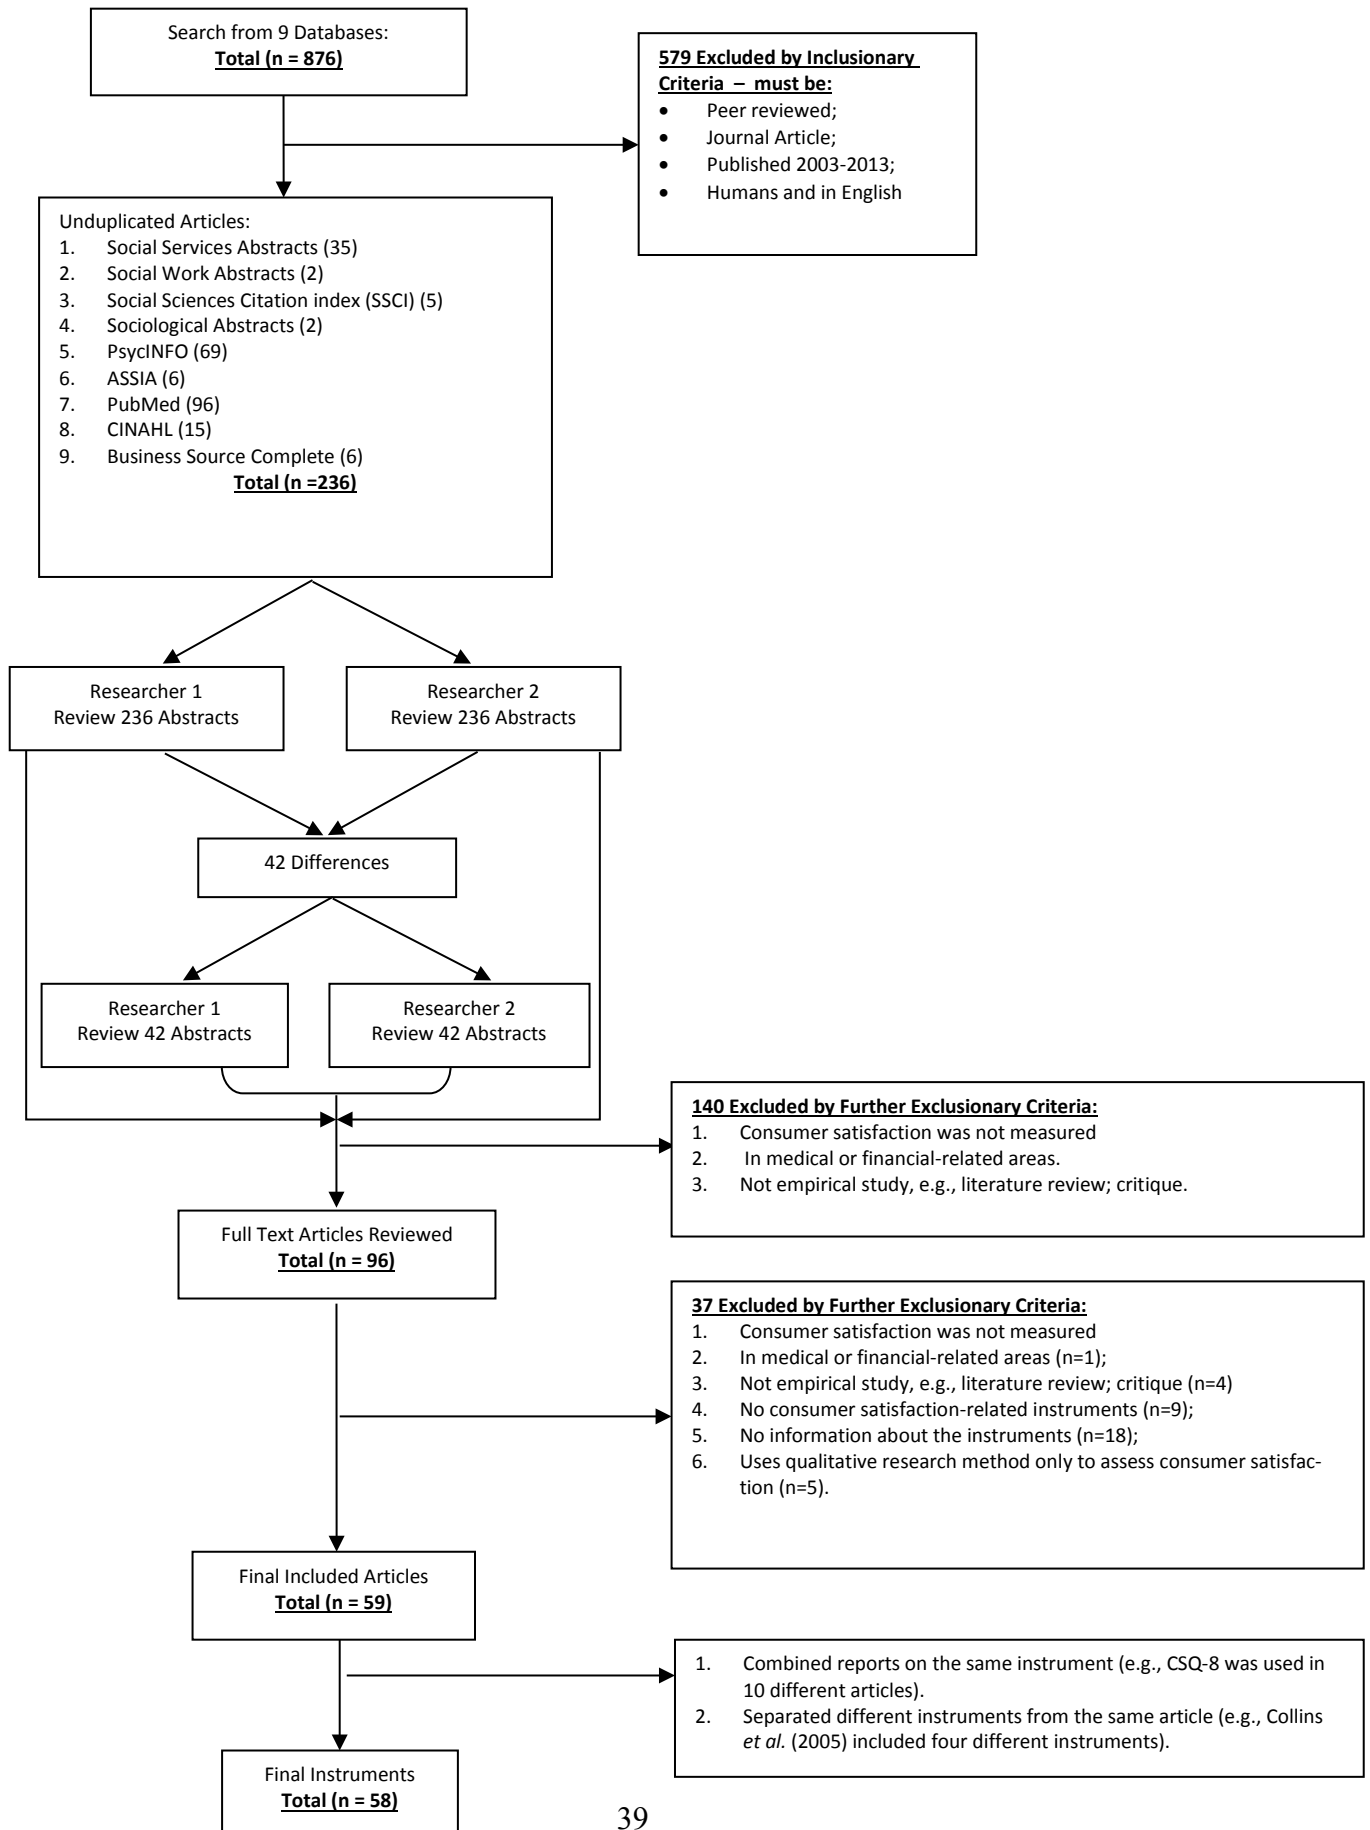 Search from 9 Databases:
Total (n = 876)
579 Excluded by Inclusionary
Criteria – must be:
• Peer reviewed;
• Journal Article;
• Published 2003-2013;
• Humans and in English
Unduplicated Articles:
1. Social Services Abstracts (35)
2. Social Work Abstracts (2)
3. Social Sciences Citation index (SSCI) (5)
4. Sociological Abstracts (2)
5. PsycINFO (69)
6. ASSIA (6)
7. PubMed (96)
8. CINAHL (15)
9. Business Source Complete (6)
Total (n =236)
Researcher 1
Review 236 Abstracts
Researcher 2
Review 236 Abstracts
42 Differences
Researcher 1
Review 42 Abstracts
Researcher 2
Review 42 Abstracts
140 Excluded by Further Exclusionary Criteria:
1. Consumer satisfaction was not measured
2. In medical or financial-related areas.
3. Not empirical study, e.g., literature review; critique.
Full Text Articles Reviewed
Total (n = 96)
37 Excluded by Further Exclusionary Criteria:
1. Consumer satisfaction was not measured
2. In medical or financial-related areas (n=1);
3. Not empirical study, e.g., literature review; critique (n=4)
4. No consumer satisfaction-related instruments (n=9);
5. No information about the instruments (n=18);
6. Uses qualitative research method only to assess consumer satisfac-
tion (n=5).
Final Included Articles
Total (n = 59)
1. Combined reports on the same instrument (e.g., CSQ-8 was used in
10 different articles).
2. Separated different instruments from the same article (e.g., Collins
et al. (2005) included four different instruments).
Final Instruments
Total (n = 58)
39